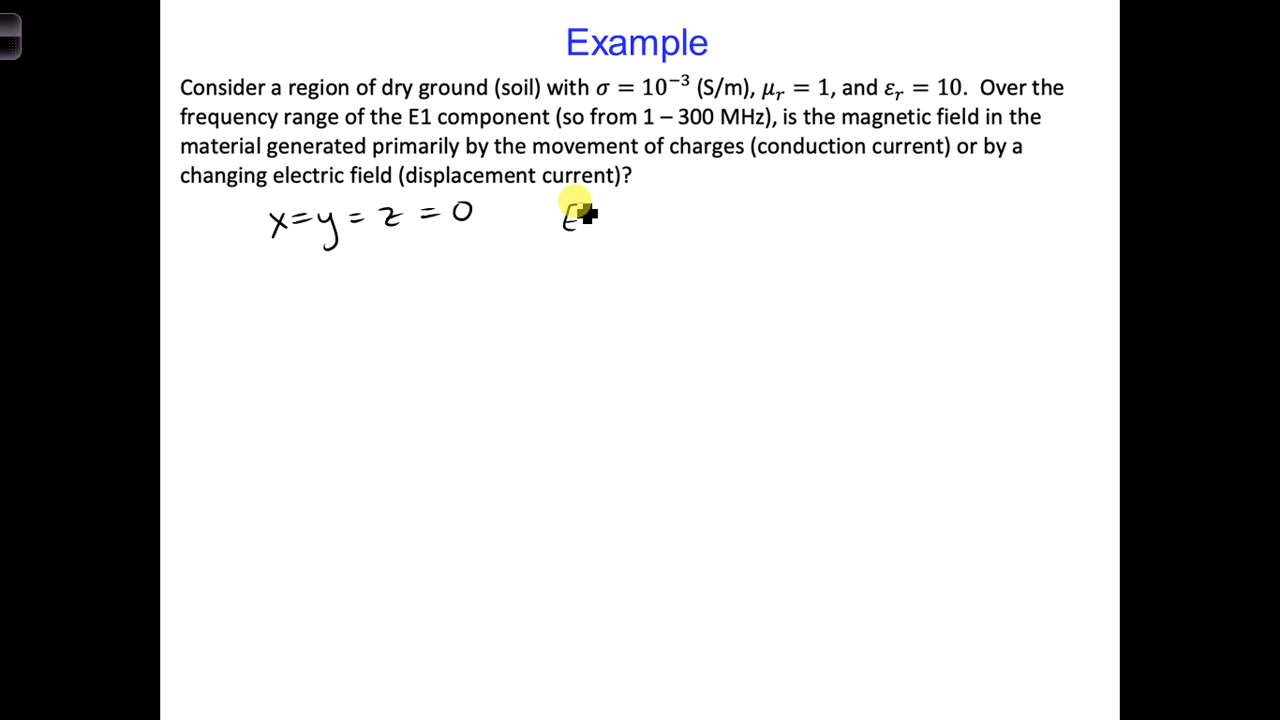 Example
Consider a region of dry ground (soil) with σ = 10⁻³ (S/m), μᵣ = 1, and εᵣ = 10. Over the
frequency range of the E1 component (so from 1 – 300 MHz), is the magnetic field in the
material generated primarily by the movement of charges (conduction current) or by a
changing electric field (displacement current)?
x=y=z=0 E